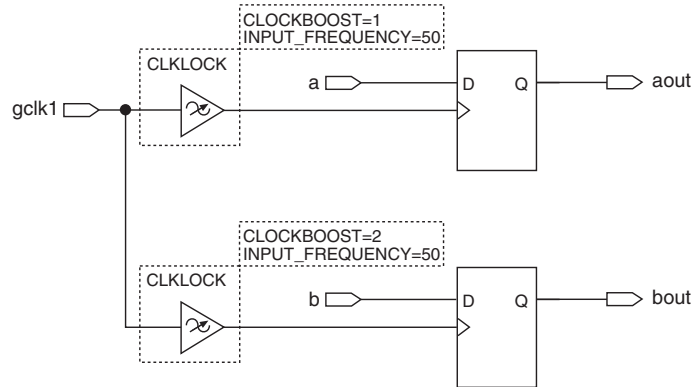 CLOCKBOOST=1
INPUT_FREQUENCY=50
CLKLOCK
a
D
Q
aout
gclk1
CLOCKBOOST=2
INPUT_FREQUENCY=50
CLKLOCK
b
D
Q
bout